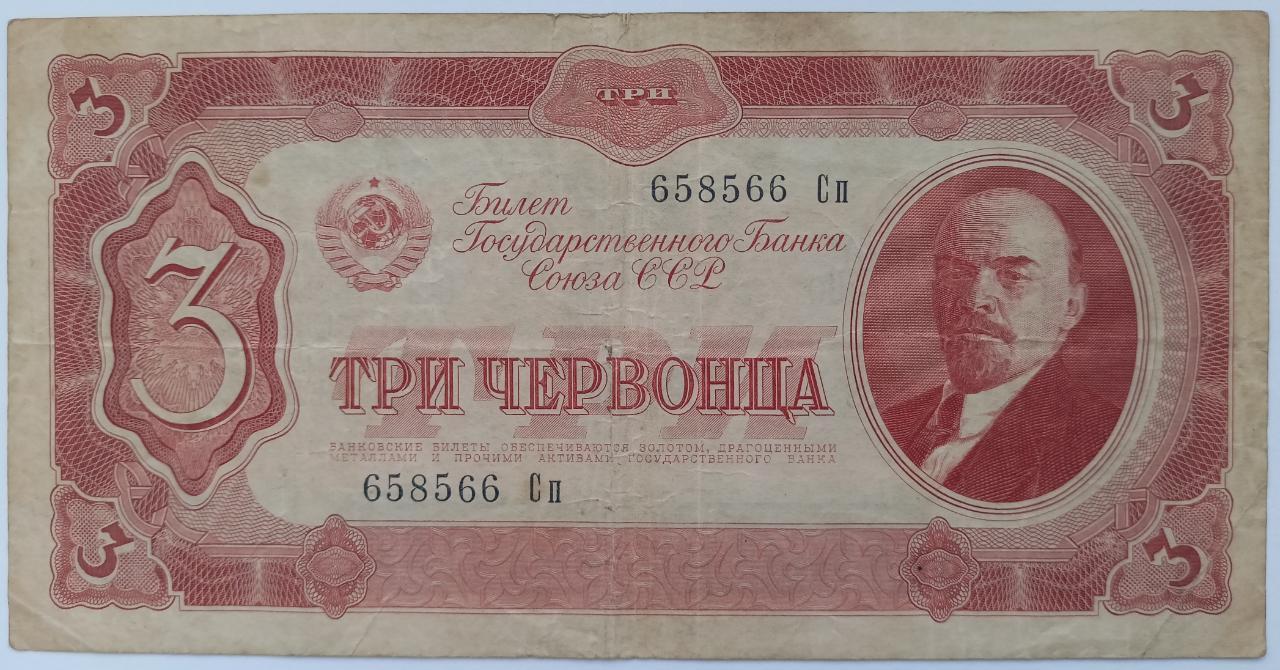 3 ТРИ 3
658566 Сп
Билет
Государственного Банка
Союза ССР
3
ТРИ
ТРИ ЧЕРВОНЦА
БАНКОВСКИЕ БИЛЕТЫ ОБЕСПЕЧИВАЮТСЯ ЗОЛОТОМ, ДРАГОЦЕННЫМИ
МЕТАЛЛАМИ И ПРОЧИМИ АКТИВАМИ ГОСУДАРСТВЕННОГО БАНКА
658566 Сп
3 3